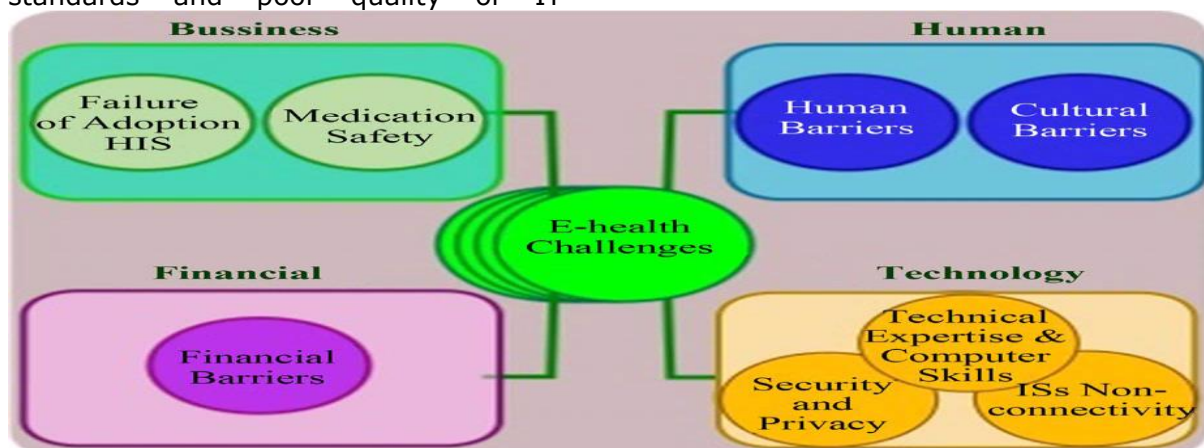 standards and poor quality of IT
Bussiness
Failure
of Adoption
HIS
Medication
Safety
Human
Human
Barriers
Cultural
Barriers
E-health
Challenges
Financial
Financial
Barriers
Technology
Technical
Expertise &
Computer
Skills
Security
and
Privacy
ISs Non-
connectivity